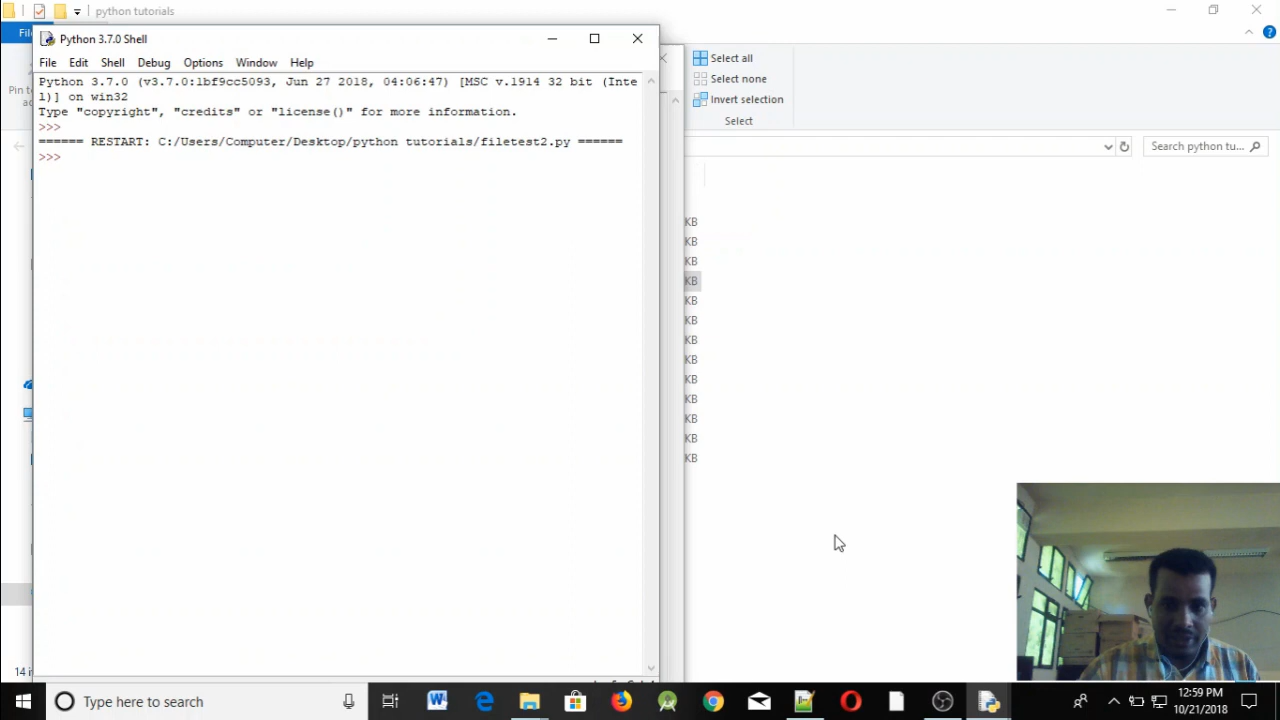 python tutorials
Fil
Python 3.7.0 Shell
File Edit Shell Debug Options Window Help
Python 3.7.0 (v3.7.0:1bf9cc5093, Jun 27 2018, 04:06:47) [MSC v.1914 32 bit (Inte
l)] on win32
Type "copyright", "credits" or "license()" for more information.
>>>
====== RESTART: C:/Users/Computer/Desktop/python tutorials/filetest2.py ======
>>>
Pin to
Select all
Select none
Invert selection
Select
Search python tu...
KB
KB
KB
KB
KB
KB
KB
KB
KB
KB
KB
KB
KB
14 i
Type here to search
12:59 PM
10/21/2018